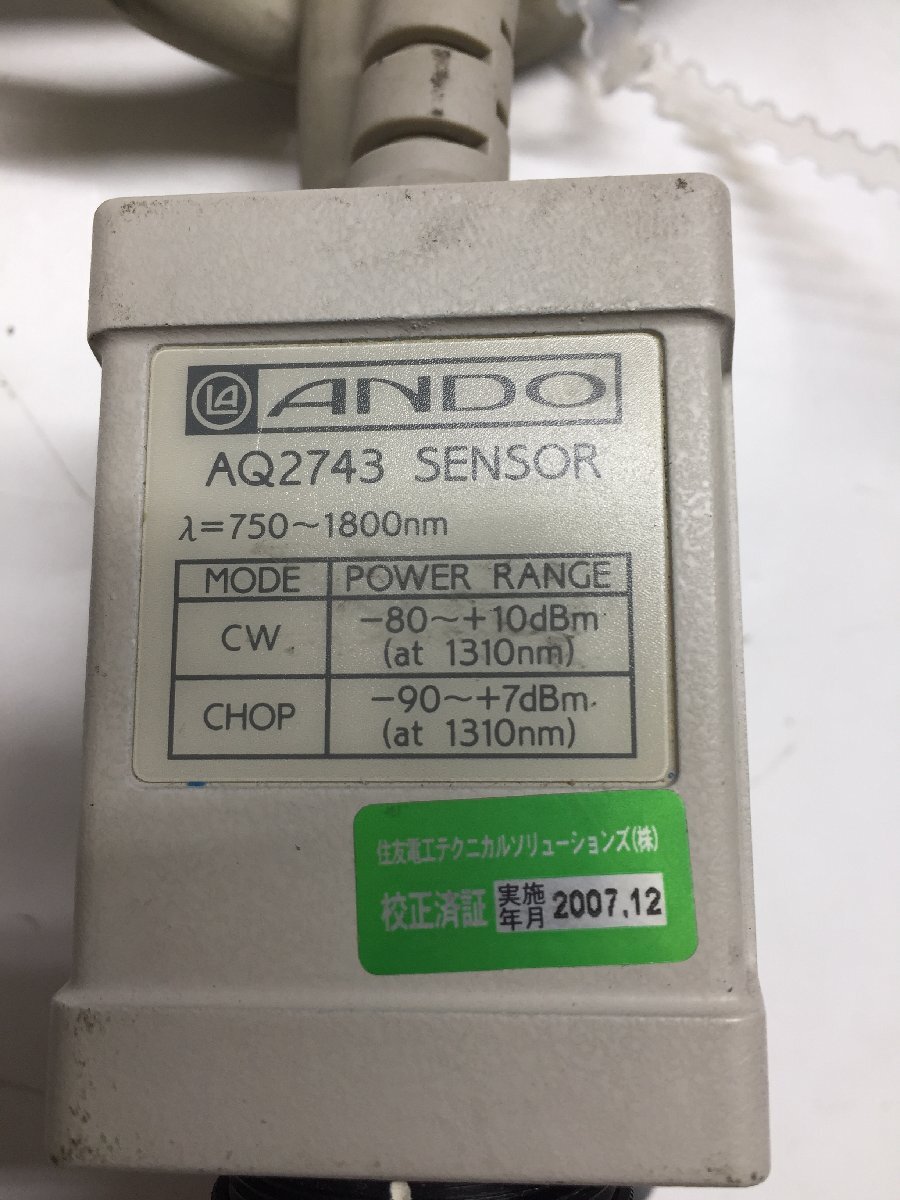 LA ANDO
AQ2743 SENSOR
λ=750～1800nm
MODE POWER RANGE
CW −80～+10dBm
(at 1310nm)
CHOP −90～+7dBm
(at 1310nm)
住友電工テクニカルソリューションズ(株)
校正済証 実施年月 2007.12